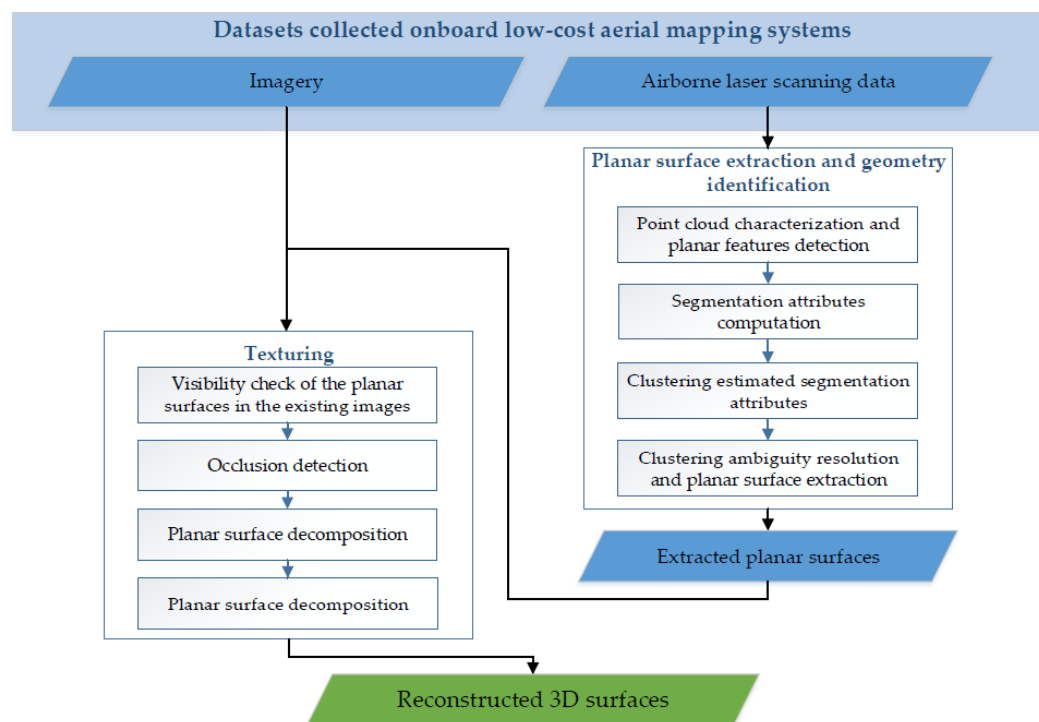 Datasets collected onboard low-cost aerial mapping systems
Imagery
Airborne laser scanning data
Planar surface extraction and geometry
identification
Point cloud characterization and
planar features detection
Segmentation attributes
computation
Clustering estimated segmentation
attributes
Clustering ambiguity resolution
and planar surface extraction
Extracted planar surfaces
Texturing
Visibility check of the planar
surfaces in the existing images
Occlusion detection
Planar surface decomposition
Planar surface decomposition
Reconstructed 3D surfaces